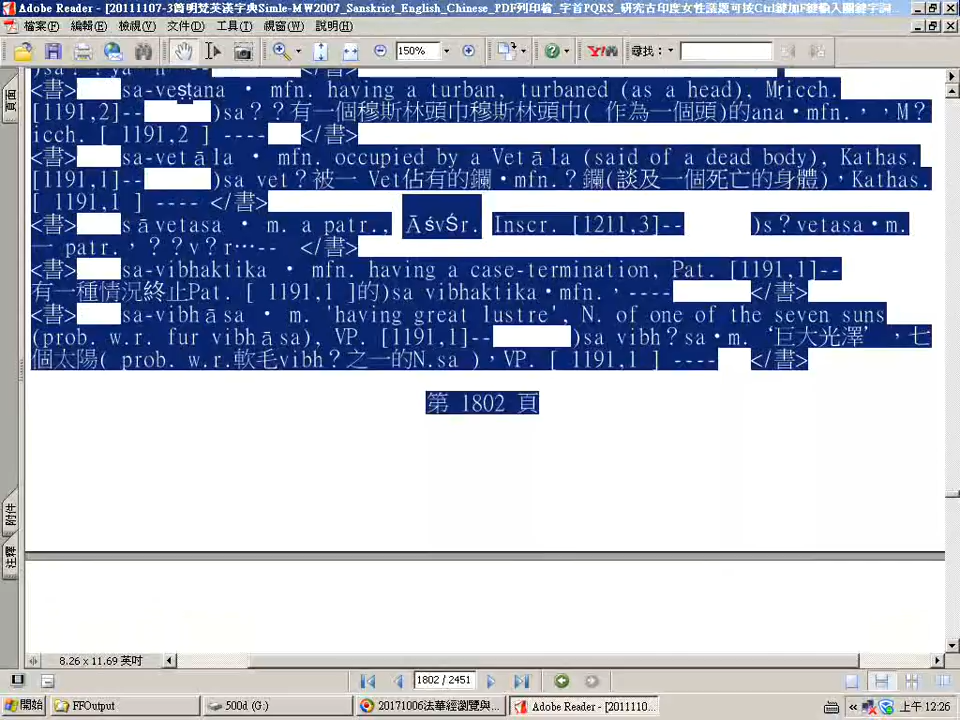 Adobe Reader - [20111107-3簡明梵英漢字典Simle-MW2007_Sanskrict_English_Chinese_PDF列印檔_字首PQRS_研究古印度女性議題可按Ctrl鍵加F鍵輸入關鍵字詞...
檔案(F) 編輯(E) 檢視(V) 文件(D) 工具(T) 視窗(W) 說明(H)
150% 尋找:
頁面
<書> sa-vestana • mfn. having a turban, turbaned (as a head), Mricch.
[1191,2]-- )sa？？有一個穆斯林頭巾穆斯林頭巾( 作為一個頭)的ana•mfn.，，M？
icch. [ 1191,2 ] ---- </書>
<書> sa-vetāla • mfn. occupied by a Vetāla (said of a dead body), Kathas.
[1191,1]-- )sa vet？被一 Vet佔有的鑭•mfn.？鑭(談及一個死亡的身體)，Kathas.
[ 1191,1 ] ---- </書>
<書> sāvetasa • m. a patr., ĀśvŚr. Inscr. [1211,3]-- )s？vetasa•m.
一 patr.，？？v？r…-- </書>
<書> sa-vibhaktika • mfn. having a case-termination, Pat. [1191,1]--
有一種情況終止Pat. [ 1191,1 ]的)sa vibhaktika•mfn.，---- </書>
<書> sa-vibhāsa • m. 'having great lustre', N. of one of the seven suns
(prob. w.r. fur vibhāsa), VP. [1191,1]-- )sa vibh？sa•m.‘巨大光澤’，七
個太陽( prob. w.r.軟毛vibh？之一的N.sa )，VP. [ 1191,1 ] ---- </書>
第 1802 頁
附件
注釋
8.26 x 11.69 英吋
1802 / 2451
開始 FFOutput 500d (G:) 20171006法華經瀏覽與... Adobe Reader - [2011110... 上午 12:26